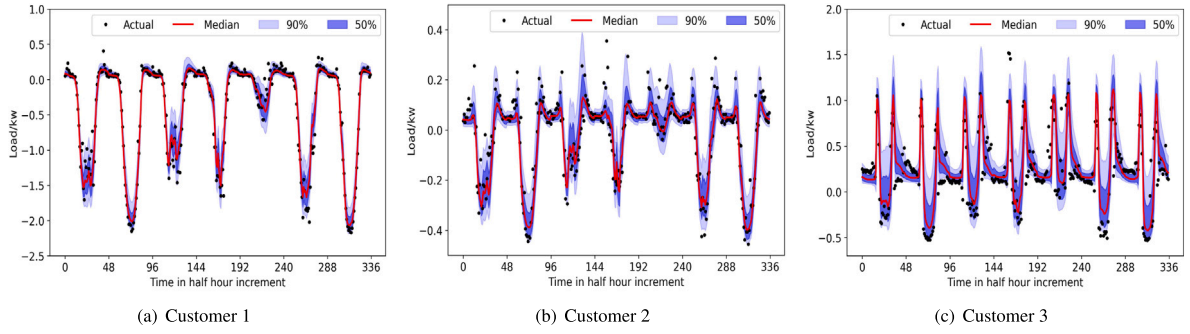 Actual Median 90% 50%
Load/kw
1.0
0.5
0.0
−0.5
−1.0
−1.5
−2.0
−2.5
0 48 96 144 192 240 288 336
Time in half hour increment
(a) Customer 1
Actual Median 90% 50%
Load/kw
0.4
0.2
0.0
−0.2
−0.4
0 48 96 144 192 240 288 336
Time in half hour increment
(b) Customer 2
Actual Median 90% 50%
Load/kw
2.0
1.5
1.0
0.5
0.0
−0.5
0 48 96 144 192 240 288 336
Time in half hour increment
(c) Customer 3